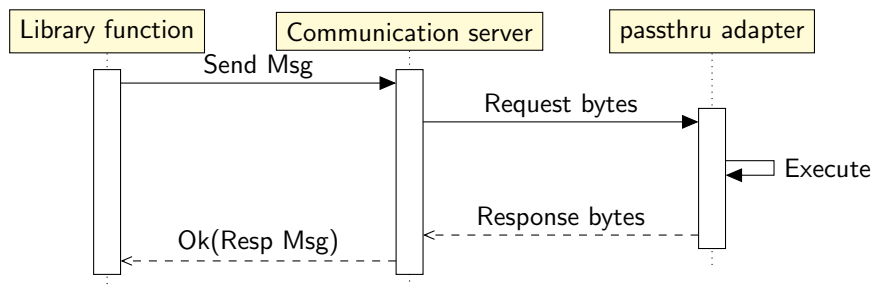 Library function
Communication server
passthru adapter
Send Msg
Request bytes
Execute
Response bytes
Ok(Resp Msg)